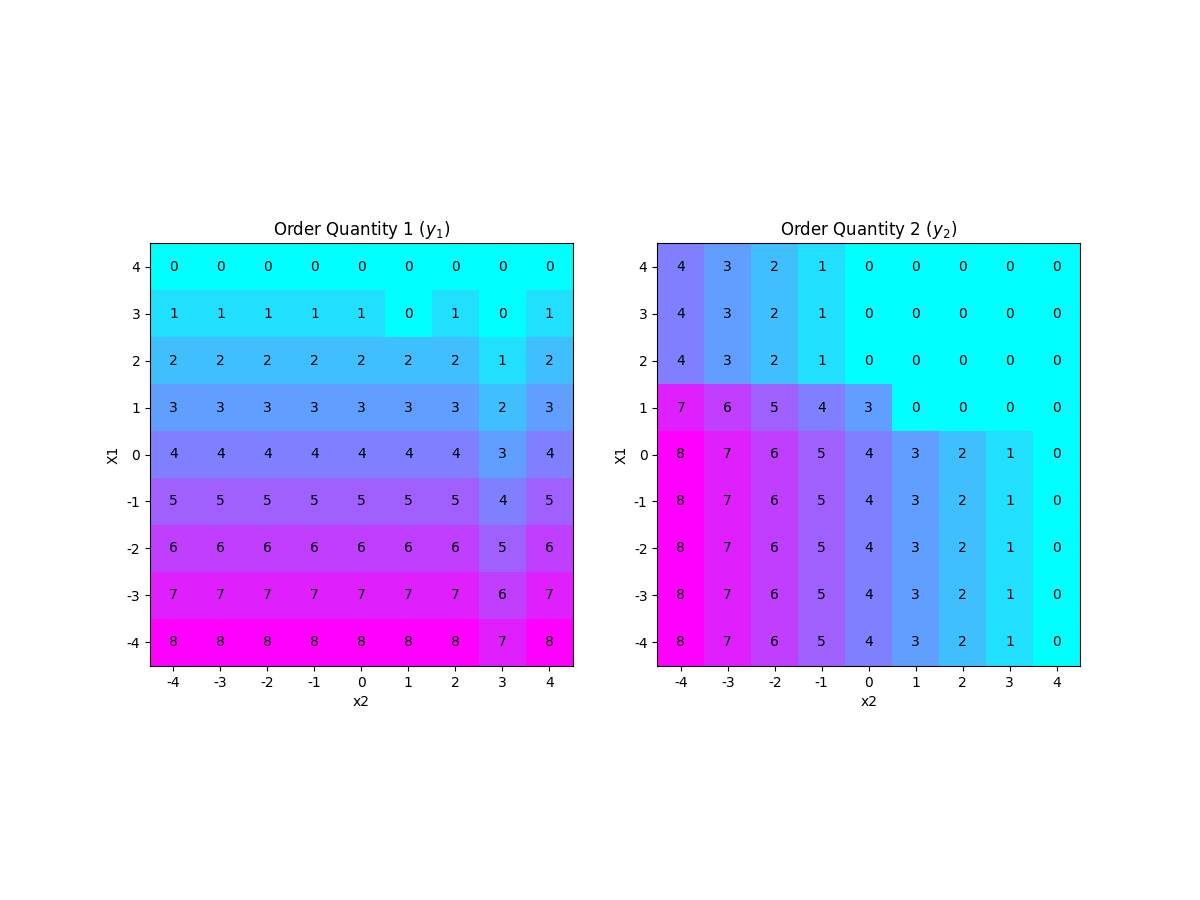 Order Quantity 1 (y₁)
X1
4 0 0 0 0 0 0 0 0 0
3 1 1 1 1 1 0 1 0 1
2 2 2 2 2 2 2 2 1 2
1 3 3 3 3 3 3 3 2 3
0 4 4 4 4 4 4 4 3 4
-1 5 5 5 5 5 5 5 4 5
-2 6 6 6 6 6 6 6 5 6
-3 7 7 7 7 7 7 7 6 7
-4 8 8 8 8 8 8 8 7 8
-4 -3 -2 -1 0 1 2 3 4
x2
Order Quantity 2 (y₂)
X1
4 4 3 2 1 0 0 0 0 0
3 4 3 2 1 0 0 0 0 0
2 4 3 2 1 0 0 0 0 0
1 7 6 5 4 3 0 0 0 0
0 8 7 6 5 4 3 2 1 0
-1 8 7 6 5 4 3 2 1 0
-2 8 7 6 5 4 3 2 1 0
-3 8 7 6 5 4 3 2 1 0
-4 8 7 6 5 4 3 2 1 0
-4 -3 -2 -1 0 1 2 3 4
x2